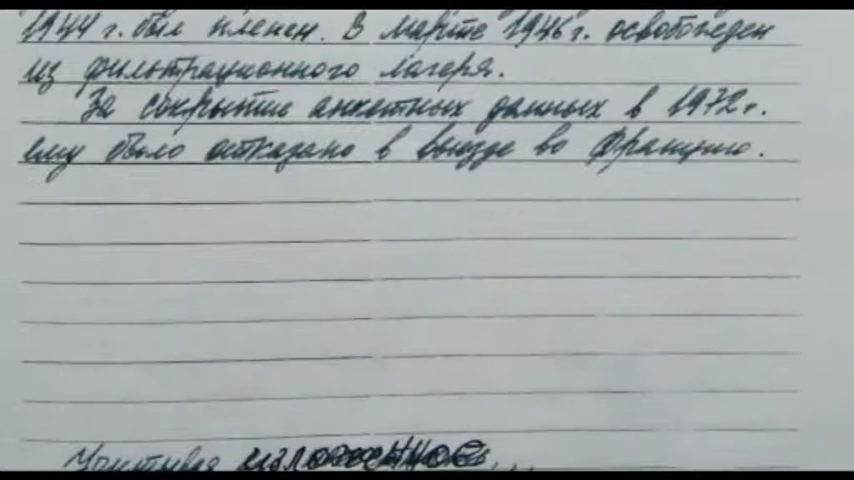 1944 г. был пленен. В марте 1946 г. освобожден
из фильтрационного лагеря.
За сокрытие анкетных данных в 1972 г.
ему было отказано в выезде во Францию.
Учитывая изложенное...